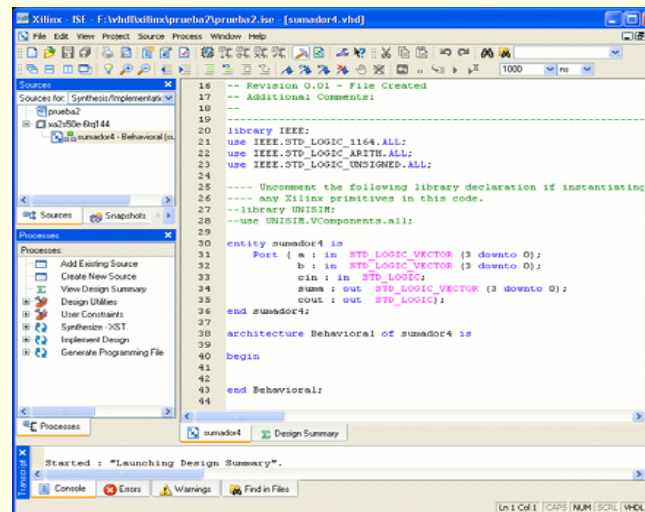 Xilinx - ISE - F:\vhdl\xilinx\prueba2\prueba2.ise - [sumador4.vhd]
File Edit View Project Source Process Window Help
1000 ns
Sources
Sources for: Synthesis/Implementatic
prueba2
xa2s50e-6tq144
sumador4 - Behavioral (su
Sources Snapshots
Processes
Processes:
Add Existing Source
Create New Source
View Design Summary
Design Utilities
User Constraints
Synthesize - XST
Implement Design
Generate Programming File
Processes
16 -- Revision 0.01 - File Created
17 -- Additional Comments:
18 --
19 ----------------------------------------------------------------------------------
20 library IEEE;
21 use IEEE.STD_LOGIC_1164.ALL;
22 use IEEE.STD_LOGIC_ARITH.ALL;
23 use IEEE.STD_LOGIC_UNSIGNED.ALL;
24
25 ---- Uncomment the following library declaration if instantiating
26 ---- any Xilinx primitives in this code.
27 --library UNISIM;
28 --use UNISIM.VComponents.all;
29
30 entity sumador4 is
31 Port ( a : in STD_LOGIC_VECTOR (3 downto 0);
32 b : in STD_LOGIC_VECTOR (3 downto 0);
33 cin : in STD_LOGIC;
34 suma : out STD_LOGIC_VECTOR (3 downto 0);
35 cout : out STD_LOGIC);
36 end sumador4;
37
38 architecture Behavioral of sumador4 is
39
40 begin
41
42
43 end Behavioral;
44
sumador4 Design Summary
Transcript
Started : "Launching Design Summary".
Console Errors Warnings Find in Files
Ln 1 Col 1 CAPS NUM SCRL VHDL